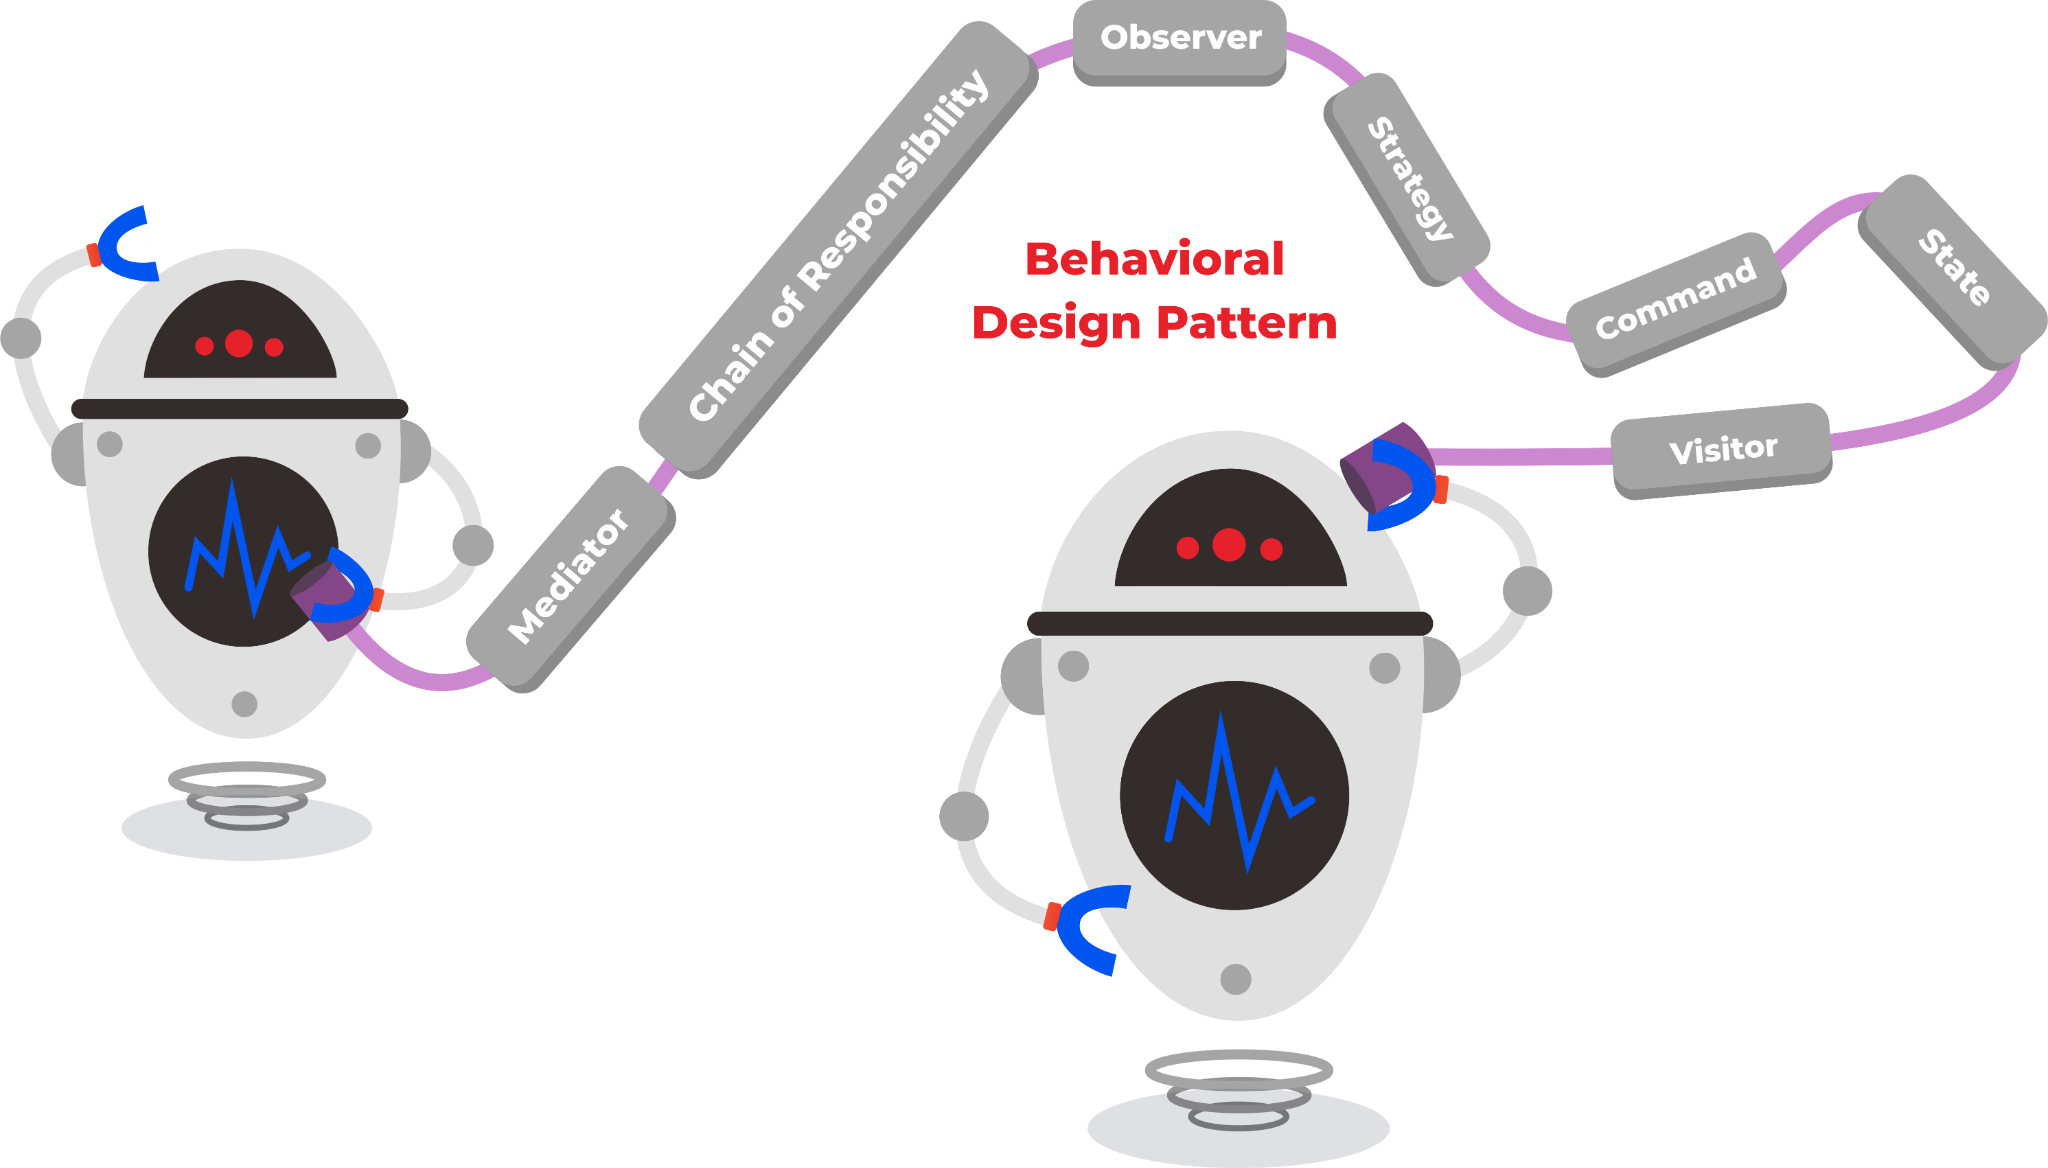 Observer
Chain of Responsibility
Strategy
Behavioral
Design Pattern
Command
State
Visitor
Mediator